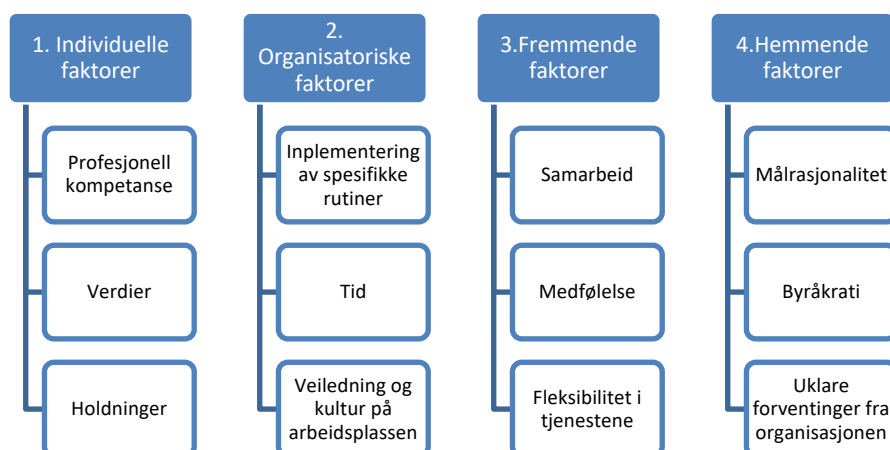 1. Individuelle
faktorer
Profesjonell
kompetanse
Verdier
Holdninger
2.
Organisatoriske
faktorer
Inplementering
av spesifikke
rutiner
Tid
Veiledning og
kultur på
arbeidsplassen
3.Fremmende
faktorer
Samarbeid
Medfølelse
Fleksibilitet i
tjenestene
4.Hemmende
faktorer
Målrasjonalitet
Byråkrati
Uklare
forventinger fra
organisasjonen